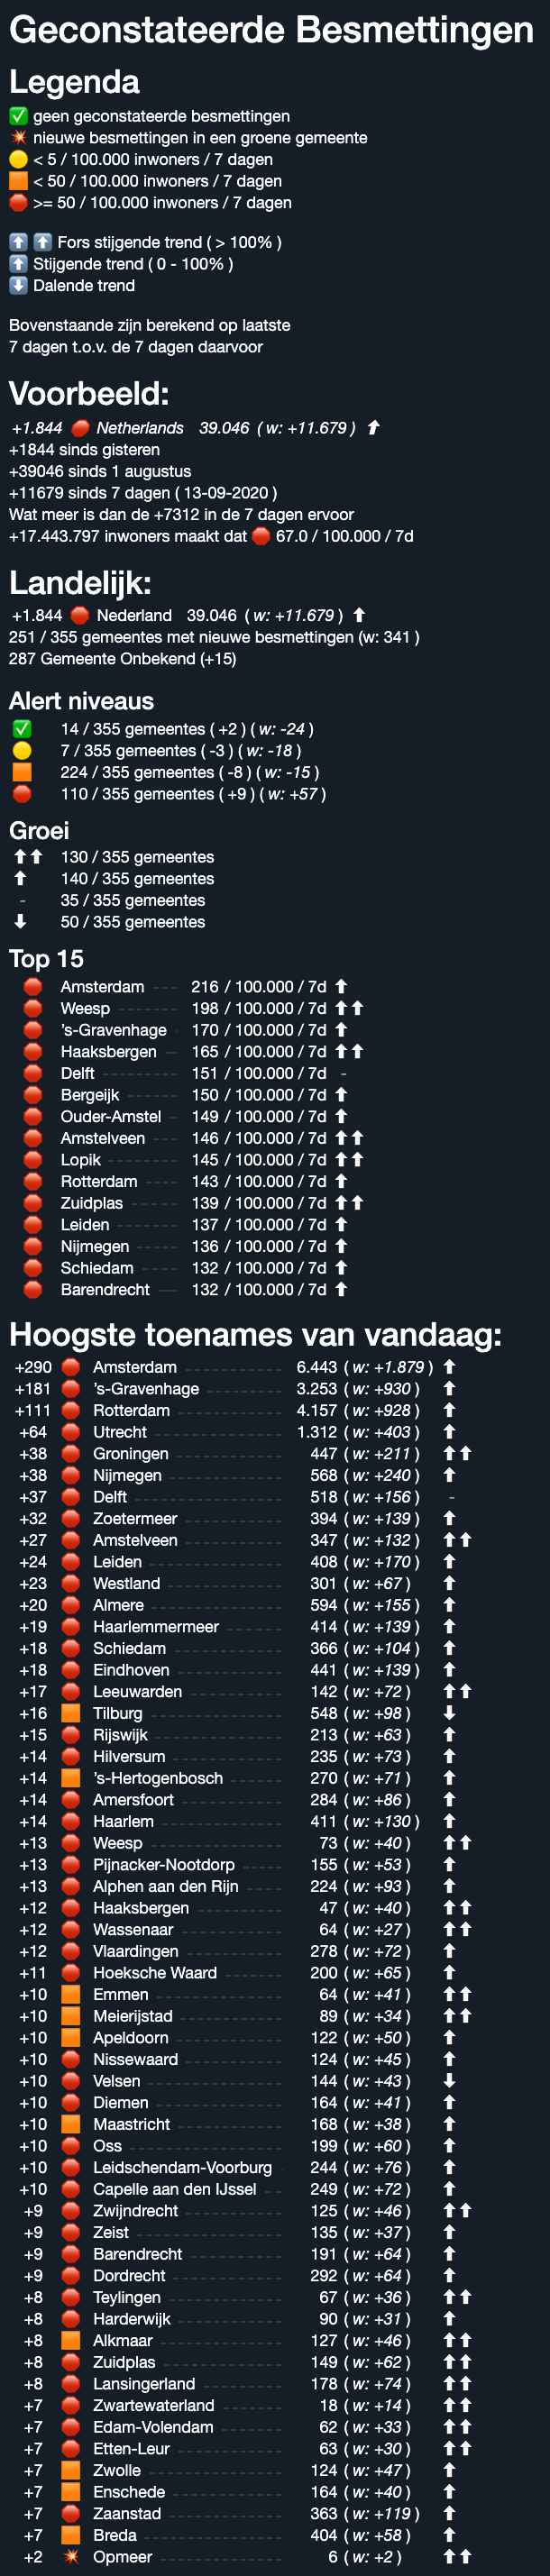 Geconstateerde Besmettingen
Legenda
✅ geen geconstateerde besmettingen
💥 nieuwe besmettingen in een groene gemeente
🟡 < 5 / 100.000 inwoners / 7 dagen
🟧 < 50 / 100.000 inwoners / 7 dagen
🛑 >= 50 / 100.000 inwoners / 7 dagen
⬆️ ⬆️ Fors stijgende trend ( > 100% )
⬆️ Stijgende trend ( 0 - 100% )
⬇️ Dalende trend
Bovenstaande zijn berekend op laatste
7 dagen t.o.v. de 7 dagen daarvoor
Voorbeeld:
+1.844 🛑 Netherlands 39.046 ( w: +11.679 ) ⬆
+1844 sinds gisteren
+39046 sinds 1 augustus
+11679 sinds 7 dagen ( 13-09-2020 )
Wat meer is dan de +7312 in de 7 dagen ervoor
+17.443.797 inwoners maakt dat 🛑 67.0 / 100.000 / 7d
Landelijk:
+1.844 🛑 Nederland 39.046 ( w: +11.679 ) ⬆
251 / 355 gemeentes met nieuwe besmettingen (w: 341 )
287 Gemeente Onbekend (+15)
Alert niveaus
✅ 14 / 355 gemeentes ( +2 ) ( w: -24 )
🟡 7 / 355 gemeentes ( -3 ) ( w: -18 )
🟧 224 / 355 gemeentes ( -8 ) ( w: -15 )
🛑 110 / 355 gemeentes ( +9 ) ( w: +57 )
Groei
⬆⬆ 130 / 355 gemeentes
⬆ 140 / 355 gemeentes
- 35 / 355 gemeentes
⬇ 50 / 355 gemeentes
Top 15
🛑 Amsterdam --- 216 / 100.000 / 7d ⬆
🛑 Weesp ------- 198 / 100.000 / 7d ⬆⬆
🛑 's-Gravenhage - 170 / 100.000 / 7d ⬆
🛑 Haaksbergen -- 165 / 100.000 / 7d ⬆⬆
🛑 Delft --------- 151 / 100.000 / 7d -
🛑 Bergeijk ------ 150 / 100.000 / 7d ⬆
🛑 Ouder-Amstel - 149 / 100.000 / 7d ⬆
🛑 Amstelveen --- 146 / 100.000 / 7d ⬆⬆
🛑 Lopik -------- 145 / 100.000 / 7d ⬆⬆
🛑 Rotterdam ---- 143 / 100.000 / 7d ⬆
🛑 Zuidplas ------ 139 / 100.000 / 7d ⬆⬆
🛑 Leiden ------- 137 / 100.000 / 7d ⬆
🛑 Nijmegen ----- 136 / 100.000 / 7d ⬆
🛑 Schiedam ----- 132 / 100.000 / 7d ⬆
🛑 Barendrecht --- 132 / 100.000 / 7d ⬆
Hoogste toenames van vandaag:
+290 🛑 Amsterdam 6.443 ( w: +1.879 ) ⬆
+181 🛑 's-Gravenhage 3.253 ( w: +930 ) ⬆
+111 🛑 Rotterdam 4.157 ( w: +928 ) ⬆
+64 🛑 Utrecht 1.312 ( w: +403 ) ⬆
+38 🛑 Groningen 447 ( w: +211 ) ⬆⬆
+38 🛑 Nijmegen 568 ( w: +240 ) ⬆
+37 🛑 Delft 518 ( w: +156 ) -
+32 🛑 Zoetermeer 394 ( w: +139 ) ⬆
+27 🛑 Amstelveen 347 ( w: +132 ) ⬆⬆
+24 🛑 Leiden 408 ( w: +170 ) ⬆
+23 🛑 Westland 301 ( w: +67 ) ⬆
+20 🛑 Almere 594 ( w: +155 ) ⬆
+19 🛑 Haarlemmermeer 414 ( w: +139 ) ⬆
+18 🛑 Schiedam 366 ( w: +104 ) ⬆
+18 🛑 Eindhoven 441 ( w: +139 ) ⬆
+17 🛑 Leeuwarden 142 ( w: +72 ) ⬆⬆
+16 🟧 Tilburg 548 ( w: +98 ) ⬇
+15 🛑 Rijswijk 213 ( w: +63 ) ⬆
+14 🛑 Hilversum 235 ( w: +73 ) ⬆
+14 🟧 's-Hertogenbosch 270 ( w: +71 ) ⬆
+14 🛑 Amersfoort 284 ( w: +86 ) ⬆
+14 🛑 Haarlem 411 ( w: +130 ) ⬆
+13 🛑 Weesp 73 ( w: +40 ) ⬆⬆
+13 🛑 Pijnacker-Nootdorp 155 ( w: +53 ) ⬆
+13 🛑 Alphen aan den Rijn 224 ( w: +93 ) ⬆
+12 🛑 Haaksbergen 47 ( w: +40 ) ⬆⬆
+12 🛑 Wassenaar 64 ( w: +27 ) ⬆⬆
+12 🛑 Vlaardingen 278 ( w: +72 ) ⬆
+11 🛑 Hoeksche Waard 200 ( w: +65 ) ⬆
+10 🟧 Emmen 64 ( w: +41 ) ⬆⬆
+10 🟧 Meierijstad 89 ( w: +34 ) ⬆⬆
+10 🟧 Apeldoorn 122 ( w: +50 ) ⬆
+10 🛑 Nissewaard 124 ( w: +45 ) ⬆
+10 🛑 Velsen 144 ( w: +43 ) ⬇
+10 🛑 Diemen 164 ( w: +41 ) ⬆
+10 🟧 Maastricht 168 ( w: +38 ) ⬆
+10 🛑 Oss 199 ( w: +60 ) ⬆
+10 🛑 Leidschendam-Voorburg 244 ( w: +76 ) ⬆
+10 🛑 Capelle aan den IJssel 249 ( w: +72 ) ⬆
+9 🛑 Zwijndrecht 125 ( w: +46 ) ⬆⬆
+9 🛑 Zeist 135 ( w: +37 ) ⬆
+9 🛑 Barendrecht 191 ( w: +64 ) ⬆
+9 🛑 Dordrecht 292 ( w: +64 ) ⬆
+8 🛑 Teylingen 67 ( w: +36 ) ⬆⬆
+8 🛑 Harderwijk 90 ( w: +31 ) ⬆
+8 🟧 Alkmaar 127 ( w: +46 ) ⬆⬆
+8 🛑 Zuidplas 149 ( w: +62 ) ⬆⬆
+8 🛑 Lansingerland 178 ( w: +74 ) ⬆⬆
+7 🛑 Zwartewaterland 18 ( w: +14 ) ⬆⬆
+7 🛑 Edam-Volendam 62 ( w: +33 ) ⬆⬆
+7 🛑 Etten-Leur 63 ( w: +30 ) ⬆⬆
+7 🟧 Zwolle 124 ( w: +47 ) ⬆
+7 🟧 Enschede 164 ( w: +40 ) ⬆
+7 🛑 Zaanstad 363 ( w: +119 ) ⬆
+7 🟧 Breda 404 ( w: +58 ) ⬆
+2 💥 Opmeer 6 ( w: +2 ) ⬆⬆